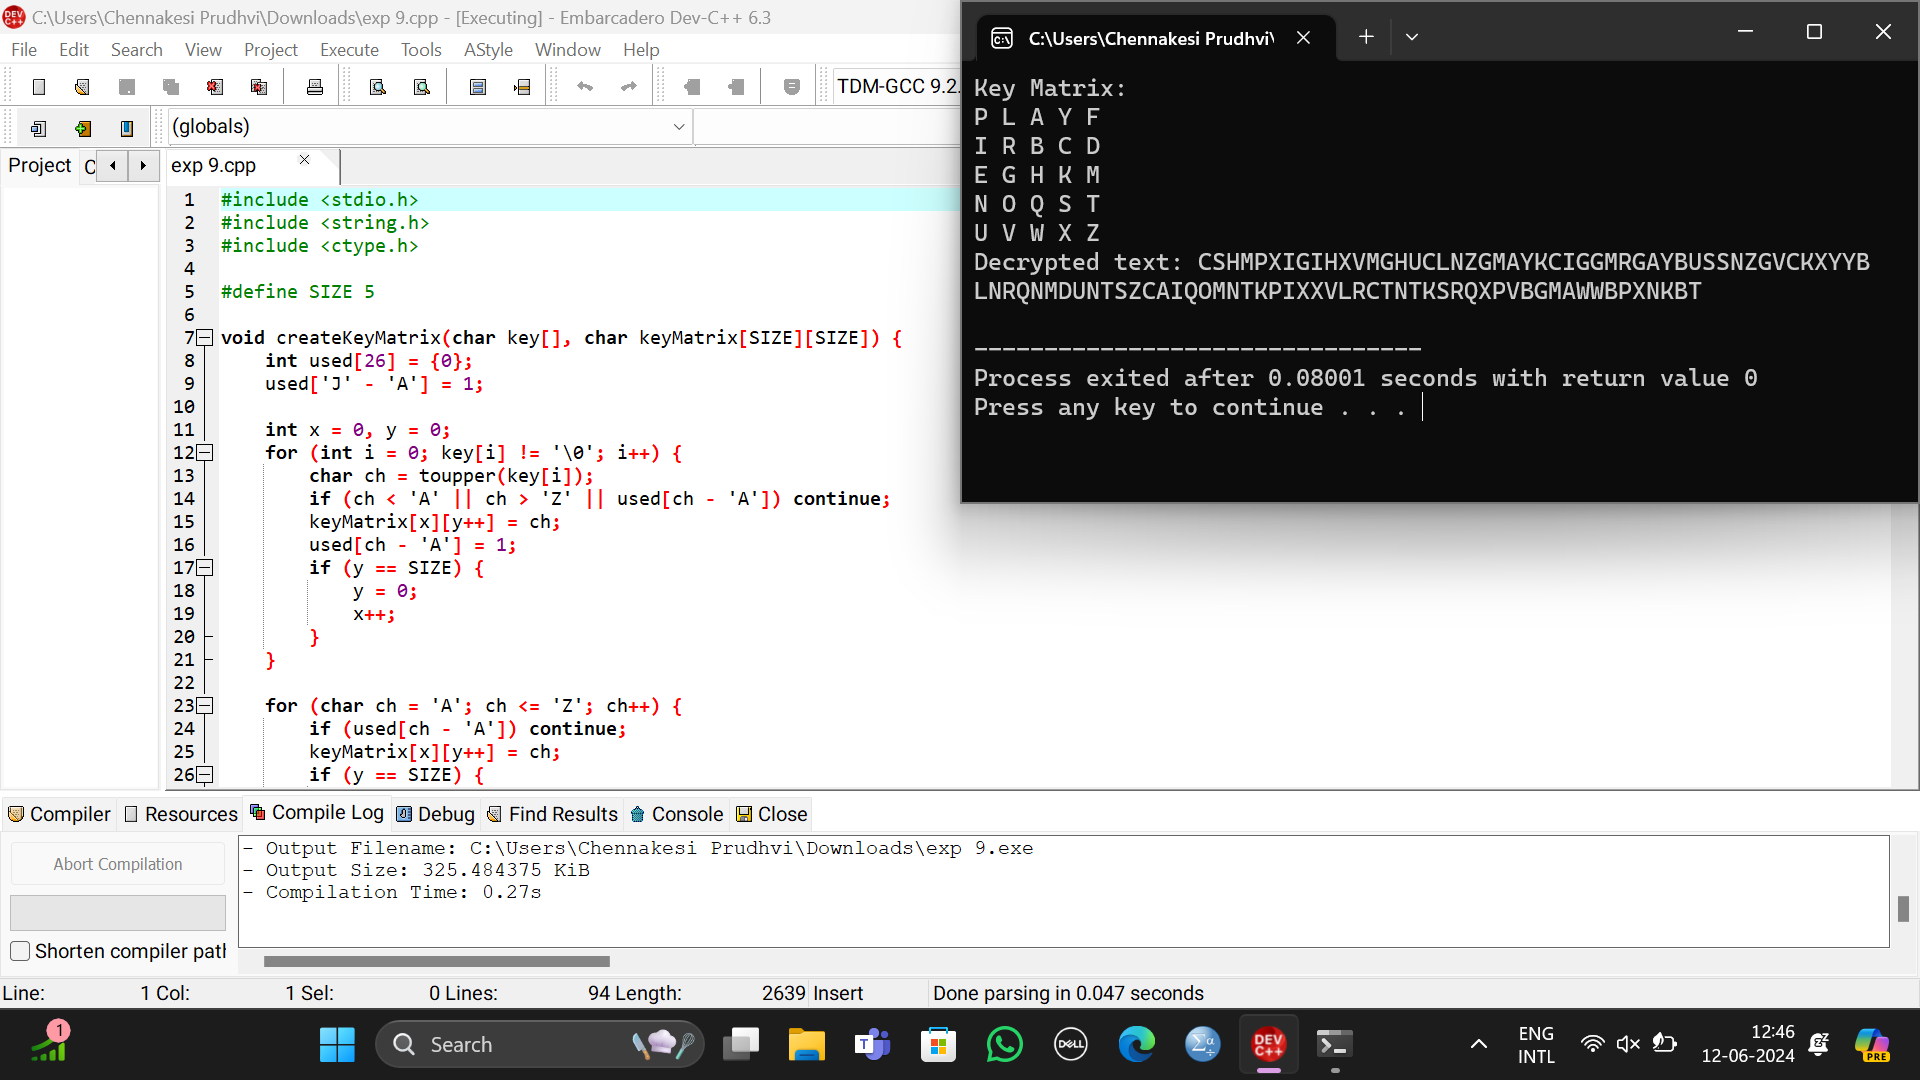 C:\Users\Chennakesi Prudhvi\Downloads\exp 9.cpp - [Executing] - Embarcadero Dev-C++ 6.3
File Edit Search View Project Execute Tools AStyle Window Help
TDM-GCC 9.2.
(globals)
Project C
exp 9.cpp
1 #include <stdio.h>
2 #include <string.h>
3 #include <ctype.h>
4
5 #define SIZE 5
6
7 void createKeyMatrix(char key[], char keyMatrix[SIZE][SIZE]) {
8 int used[26] = {0};
9 used['J' - 'A'] = 1;
10
11 int x = 0, y = 0;
12 for (int i = 0; key[i] != '\0'; i++) {
13 char ch = toupper(key[i]);
14 if (ch < 'A' || ch > 'Z' || used[ch - 'A']) continue;
15 keyMatrix[x][y++] = ch;
16 used[ch - 'A'] = 1;
17 if (y == SIZE) {
18 y = 0;
19 x++;
20 }
21 }
22
23 for (char ch = 'A'; ch <= 'Z'; ch++) {
24 if (used[ch - 'A']) continue;
25 keyMatrix[x][y++] = ch;
26 if (y == SIZE) {
C:\Users\Chennakesi Prudhvi\
Key Matrix:
P L A Y F
I R B C D
E G H K M
N O Q S T
U V W X Z
Decrypted text: CSHMPXIGIHXVMGHUCLNZGMAYKCIGGMRGAYBUSSNZGVCKXYYB
LNRQNMDUNTSZCAIQOMNTKPIXXVLRCTNTKSRQXPVBGMAWWBPXNKBT
--------------------------------
Process exited after 0.08001 seconds with return value 0
Press any key to continue . . .
Compiler Resources Compile Log Debug Find Results Console Close
Abort Compilation
Shorten compiler path
- Output Filename: C:\Users\Chennakesi Prudhvi\Downloads\exp 9.exe
- Output Size: 325.484375 KiB
- Compilation Time: 0.27s
Line: 1 Col: 1 Sel: 0 Lines: 94 Length: 2639 Insert Done parsing in 0.047 seconds
1
Search
T
DELL
DEV C++
ENG
INTL
12:46
12-06-2024
PRE